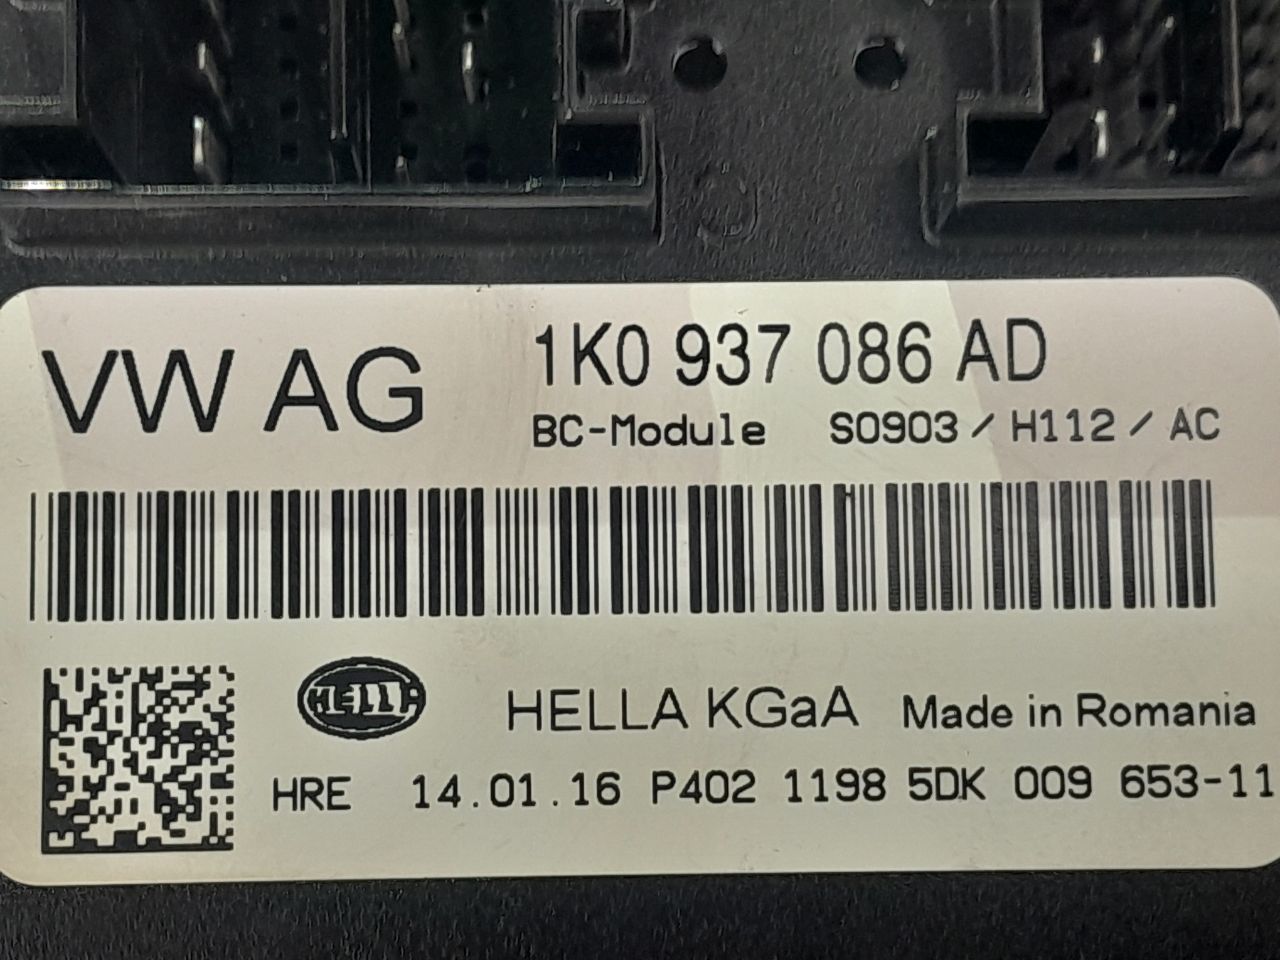 VW AG 1K0 937 086 AD
BC-Module S0903 / H112 / AC
HELLA HELLA KGaA Made in Romania
HRE 14.01.16 P402 1198 5DK 009 653-11